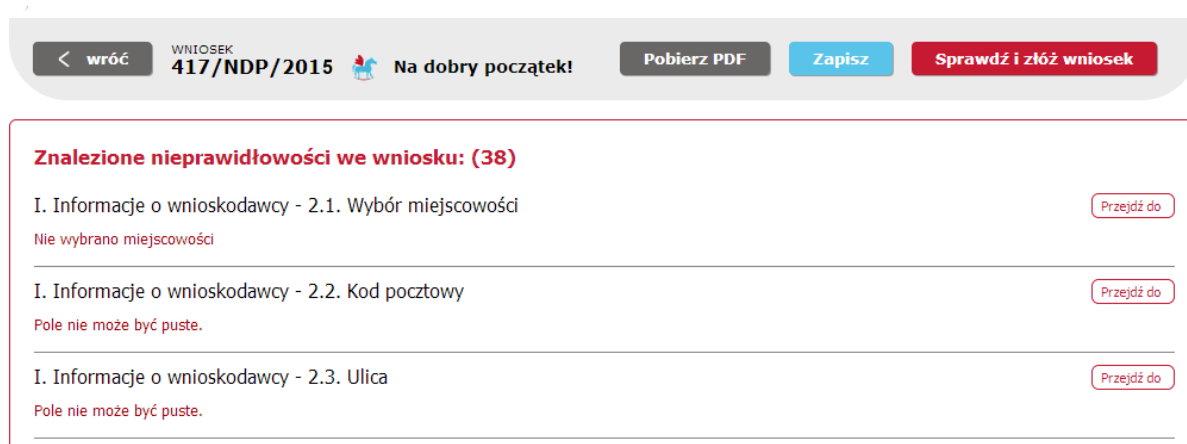 wróć
WNIOSEK
417/NDP/2015
Na dobry początek!
Pobierz PDF
Zapisz
Sprawdź i złóż wniosek
Znalezione nieprawidłowości we wniosku: (38)
I. Informacje o wnioskodawcy - 2.1. Wybór miejscowości
Przejdź do
Nie wybrano miejscowości
I. Informacje o wnioskodawcy - 2.2. Kod pocztowy
Przejdź do
Pole nie może być puste.
I. Informacje o wnioskodawcy - 2.3. Ulica
Przejdź do
Pole nie może być puste.